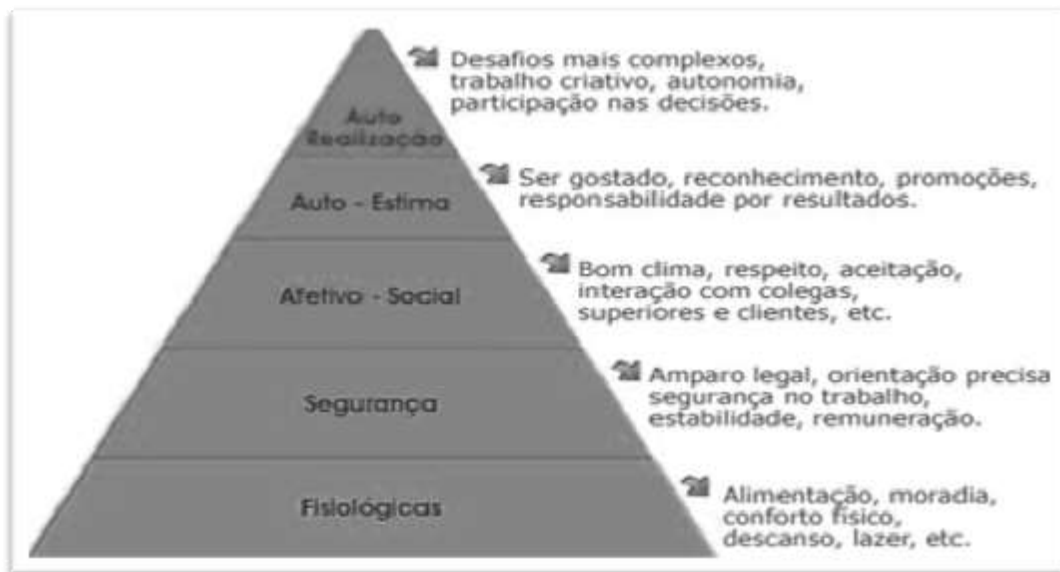 Desafios mais complexos,
trabalho criativo, autonomia,
participação nas decisões.
Auto
Realização
Ser gostado, reconhecimento, promoções,
responsabilidade por resultados.
Auto - Estima
Bom clima, respeito, aceitação,
interação com colegas,
superiores e clientes, etc.
Afetivo - Social
Amparo legal, orientação precisa
segurança no trabalho,
estabilidade, remuneração.
Segurança
Alimentação, moradia,
conforto físico,
descanso, lazer, etc.
Fisiológicas